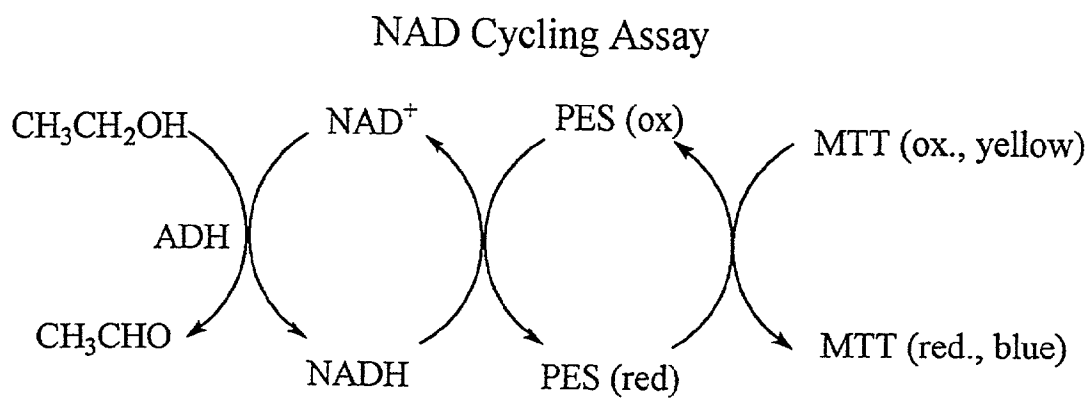 NAD Cycling Assay
CH₃CH₂OH
NAD⁺
PES (ox)
MTT (ox., yellow)
ADH
CH₃CHO
NADH
PES (red)
MTT (red., blue)